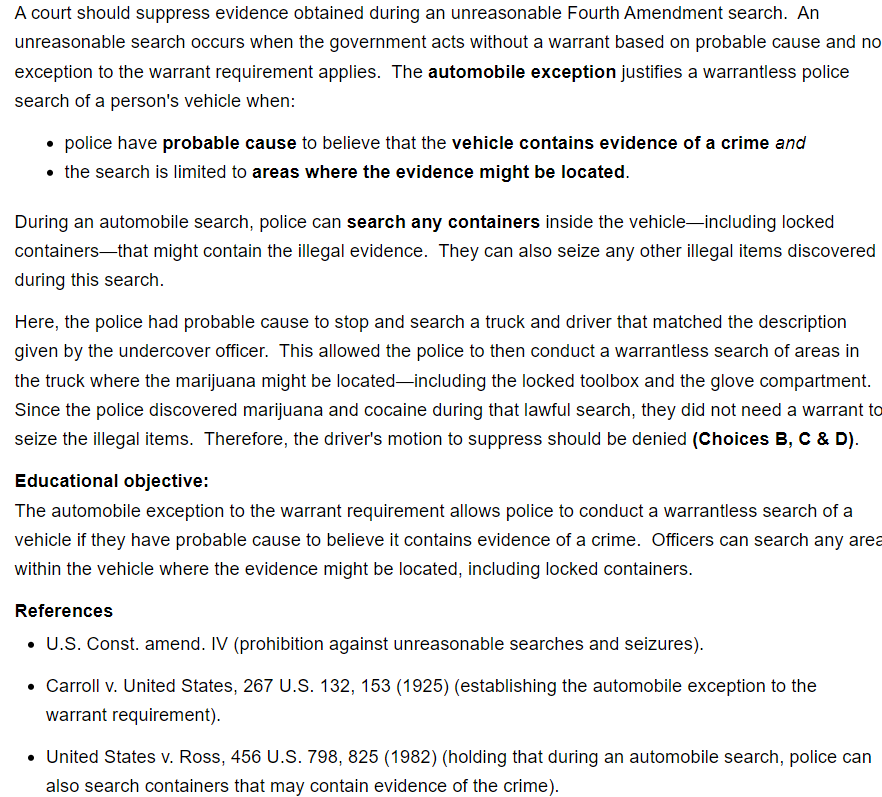 A court should suppress evidence obtained during an unreasonable Fourth Amendment search. An
unreasonable search occurs when the government acts without a warrant based on probable cause and no
exception to the warrant requirement applies. The automobile exception justifies a warrantless police
search of a person's vehicle when:
• police have probable cause to believe that the vehicle contains evidence of a crime and
• the search is limited to areas where the evidence might be located.
During an automobile search, police can search any containers inside the vehicle—including locked
containers—that might contain the illegal evidence. They can also seize any other illegal items discovered
during this search.
Here, the police had probable cause to stop and search a truck and driver that matched the description
given by the undercover officer. This allowed the police to then conduct a warrantless search of areas in
the truck where the marijuana might be located—including the locked toolbox and the glove compartment.
Since the police discovered marijuana and cocaine during that lawful search, they did not need a warrant to
seize the illegal items. Therefore, the driver's motion to suppress should be denied (Choices B, C & D).
Educational objective:
The automobile exception to the warrant requirement allows police to conduct a warrantless search of a
vehicle if they have probable cause to believe it contains evidence of a crime. Officers can search any area
within the vehicle where the evidence might be located, including locked containers.
References
• U.S. Const. amend. IV (prohibition against unreasonable searches and seizures).
• Carroll v. United States, 267 U.S. 132, 153 (1925) (establishing the automobile exception to the
warrant requirement).
• United States v. Ross, 456 U.S. 798, 825 (1982) (holding that during an automobile search, police can
also search containers that may contain evidence of the crime).